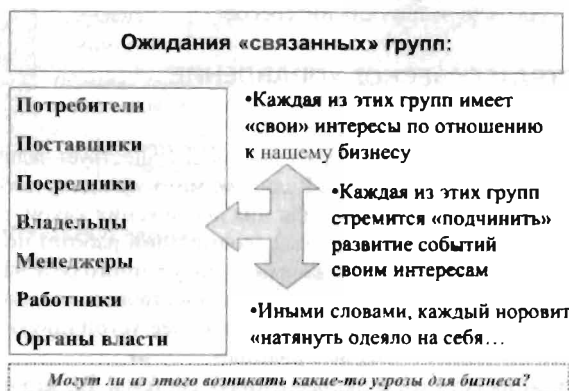 Ожидания «связанных» групп:
Потребители
Поставщики
Посредники
Владельцы
Менеджеры
Работники
Органы власти
•Каждая из этих групп имеет
«свои» интересы по отношению
к нашему бизнесу
•Каждая из этих групп
стремится «подчинить»
развитие событий
своим интересам
•Иными словами, каждый норовит
«натянуть одеяло на себя…
Могут ли из этого возникать какие-то угрозы для бизнеса?